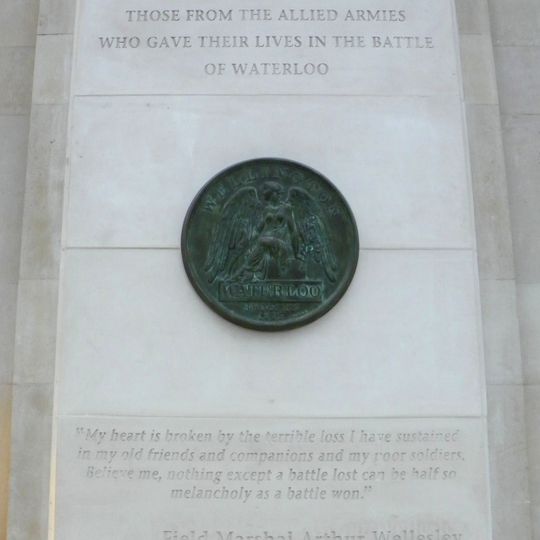 THOSE FROM THE ALLIED ARMIES
WHO GAVE THEIR LIVES IN THE BATTLE
OF WATERLOO
WELLINGTON
WATERLOO
"My heart is broken by the terrible loss I have sustained
in my old friends and companions and my poor soldiers.
Believe me, nothing except a battle lost can be half so
melancholy as a battle won."
Field Marshal Arthur Wellesley